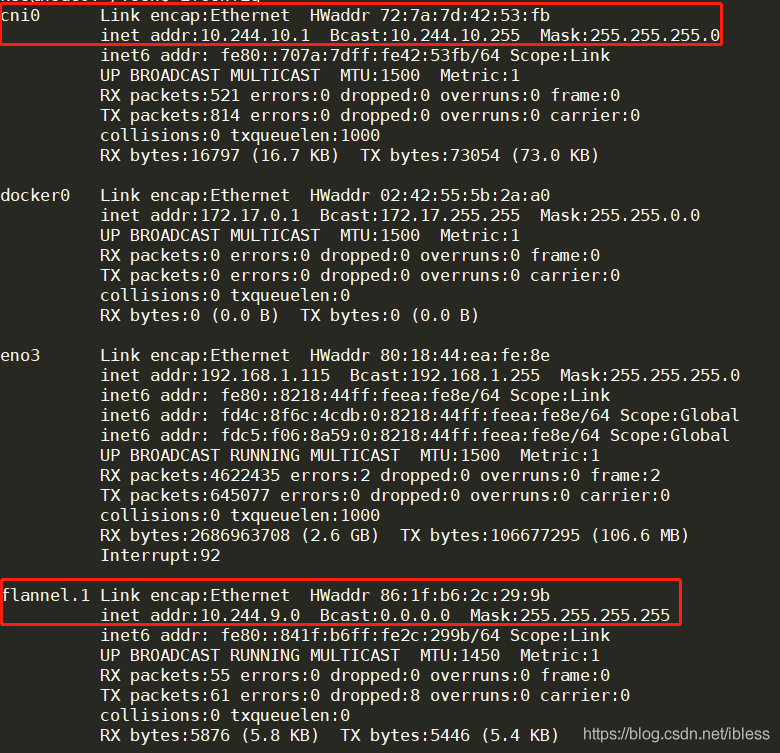 cni0      Link encap:Ethernet  HWaddr 72:7a:7d:42:53:fb
          inet addr:10.244.10.1  Bcast:10.244.10.255  Mask:255.255.255.0
          inet6 addr: fe80::707a:7dff:fe42:53fb/64 Scope:Link
          UP BROADCAST MULTICAST  MTU:1500  Metric:1
          RX packets:521 errors:0 dropped:0 overruns:0 frame:0
          TX packets:814 errors:0 dropped:0 overruns:0 carrier:0
          collisions:0 txqueuelen:1000
          RX bytes:16797 (16.7 KB)  TX bytes:73054 (73.0 KB)

docker0   Link encap:Ethernet  HWaddr 02:42:55:5b:2a:a0
          inet addr:172.17.0.1  Bcast:172.17.255.255  Mask:255.255.0.0
          UP BROADCAST MULTICAST  MTU:1500  Metric:1
          RX packets:0 errors:0 dropped:0 overruns:0 frame:0
          TX packets:0 errors:0 dropped:0 overruns:0 carrier:0
          collisions:0 txqueuelen:0
          RX bytes:0 (0.0 B)  TX bytes:0 (0.0 B)

eno3      Link encap:Ethernet  HWaddr 80:18:44:ea:fe:8e
          inet addr:192.168.1.115  Bcast:192.168.1.255  Mask:255.255.255.0
          inet6 addr: fe80::8218:44ff:feea:fe8e/64 Scope:Link
          inet6 addr: fd4c:8f6c:4cdb:0:8218:44ff:feea:fe8e/64 Scope:Global
          inet6 addr: fdc5:f06:8a59:0:8218:44ff:feea:fe8e/64 Scope:Global
          UP BROADCAST RUNNING MULTICAST  MTU:1500  Metric:1
          RX packets:4622435 errors:2 dropped:0 overruns:0 frame:2
          TX packets:645077 errors:0 dropped:0 overruns:0 carrier:0
          collisions:0 txqueuelen:1000
          RX bytes:2686963708 (2.6 GB)  TX bytes:106677295 (106.6 MB)
          Interrupt:92

flannel.1 Link encap:Ethernet  HWaddr 86:1f:b6:2c:29:9b
          inet addr:10.244.9.0  Bcast:0.0.0.0  Mask:255.255.255.255
          inet6 addr: fe80::841f:b6ff:fe2c:299b/64 Scope:Link
          UP BROADCAST RUNNING MULTICAST  MTU:1450  Metric:1
          RX packets:55 errors:0 dropped:0 overruns:0 frame:0
          TX packets:61 errors:0 dropped:8 overruns:0 carrier:0
          collisions:0 txqueuelen:0
          RX bytes:5876 (5.8 KB)  TX bytes:5446 (5.4 KB)
https://blog.csdn.net/ibless